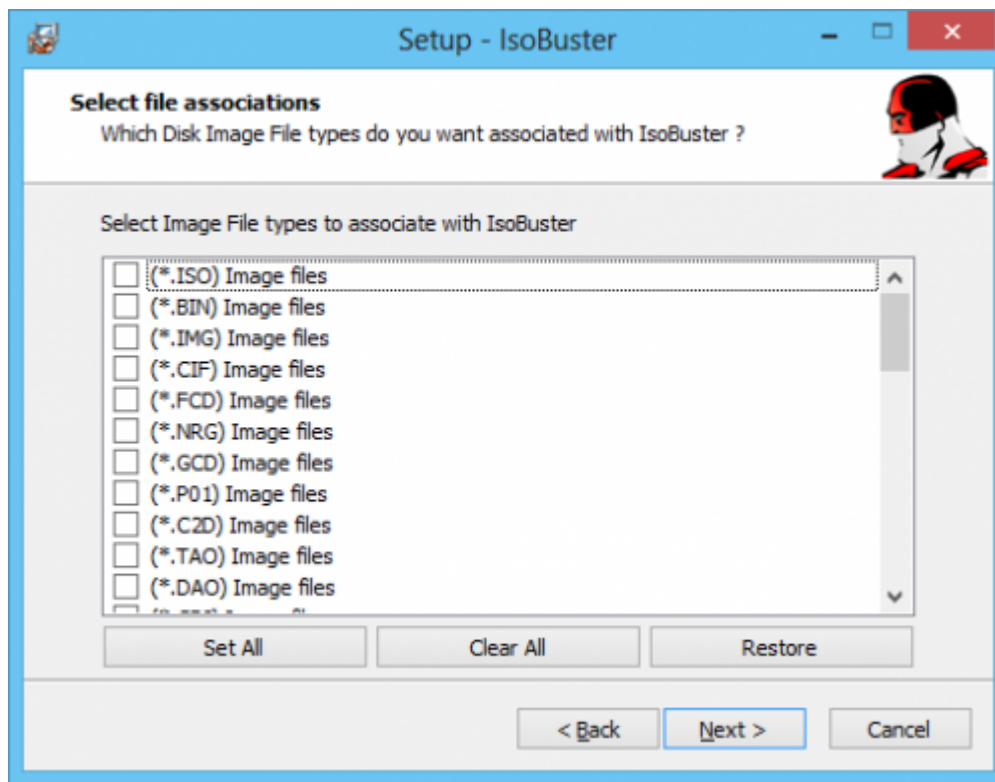 Setup - IsoBuster
Select file associations
Which Disk Image File types do you want associated with IsoBuster ?
Select Image File types to associate with IsoBuster
(*.ISO) Image files
(*.BIN) Image files
(*.IMG) Image files
(*.CIF) Image files
(*.FCD) Image files
(*.NRG) Image files
(*.GCD) Image files
(*.P01) Image files
(*.C2D) Image files
(*.TAO) Image files
(*.DAO) Image files
Set All Clear All Restore
< Back Next > Cancel